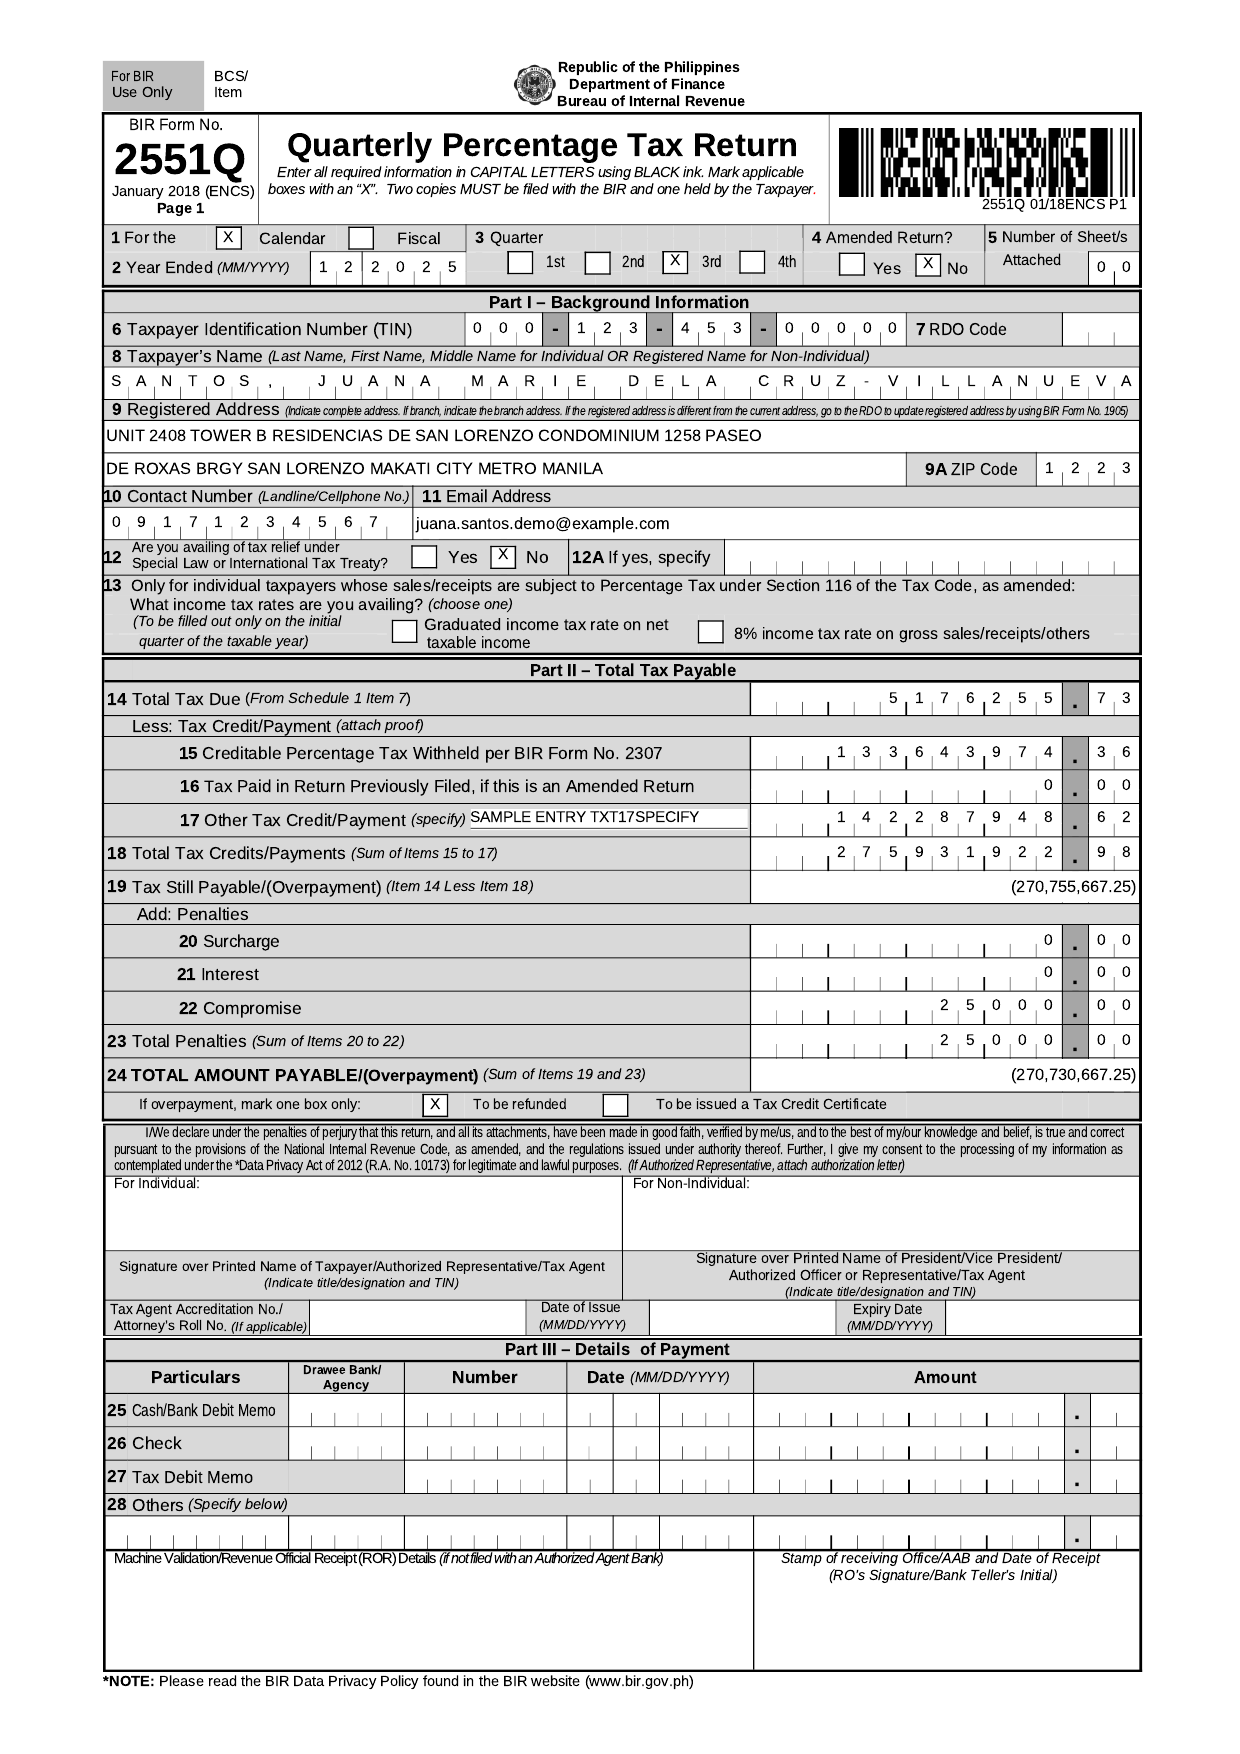 For BIR
Use Only
BCS/
Item
Republic of the Philippines
Department of Finance
Bureau of Internal Revenue
BIR Form No.
2551Q
January 2018 (ENCS)
Page 1
Quarterly Percentage Tax Return
Enter all required information in CAPITAL LETTERS using BLACK ink. Mark applicable
boxes with an “X”. Two copies MUST be filed with the BIR and one held by the Taxpayer.
2551Q 01/18ENCS P1
1 For the X Calendar Fiscal
2 Year Ended (MM/YYYY) 1 2 2 0 2 5
3 Quarter
1st 2nd X 3rd 4th
4 Amended Return?
Yes X No
5 Number of Sheet/s
Attached 0 0
Part I – Background Information
6 Taxpayer Identification Number (TIN) 0 0 0 - 1 2 3 - 4 5 3 - 0 0 0 0 0 7 RDO Code
8 Taxpayer’s Name (Last Name, First Name, Middle Name for Individual OR Registered Name for Non-Individual)
SANTOS, JUANA MARIE DELA CRUZ-VILLANUEVA
9 Registered Address (Indicate complete address. If branch, indicate the branch address. If the registered address is different from the current address, go to the RDO to update registered address by using BIR Form No. 1905)
UNIT 2408 TOWER B RESIDENCIAS DE SAN LORENZO CONDOMINIUM 1258 PASEO
DE ROXAS BRGY SAN LORENZO MAKATI CITY METRO MANILA 9A ZIP Code 1 2 2 3
10 Contact Number (Landline/Cellphone No.) 11 Email Address
0 9 1 7 1 2 3 4 5 6 7 juana.santos.demo@example.com
12 Are you availing of tax relief under
Special Law or International Tax Treaty? Yes X No 12A If yes, specify
13 Only for individual taxpayers whose sales/receipts are subject to Percentage Tax under Section 116 of the Tax Code, as amended:
What income tax rates are you availing? (choose one)
(To be filled out only on the initial
quarter of the taxable year)
Graduated income tax rate on net
taxable income
8% income tax rate on gross sales/receipts/others
Part II – Total Tax Payable
14 Total Tax Due (From Schedule 1 Item 7) 5 1 7 6 2 5 5 . 7 3
Less: Tax Credit/Payment (attach proof)
15 Creditable Percentage Tax Withheld per BIR Form No. 2307 1 3 3 6 4 3 9 7 4 . 3 6
16 Tax Paid in Return Previously Filed, if this is an Amended Return 0 . 0 0
17 Other Tax Credit/Payment (specify) SAMPLE ENTRY TXT17SPECIFY 1 4 2 2 8 7 9 4 8 . 6 2
18 Total Tax Credits/Payments (Sum of Items 15 to 17) 2 7 5 9 3 1 9 2 2 . 9 8
19 Tax Still Payable/(Overpayment) (Item 14 Less Item 18) (270,755,667.25)
Add: Penalties
20 Surcharge 0 . 0 0
21 Interest 0 . 0 0
22 Compromise 2 5 0 0 0 . 0 0
23 Total Penalties (Sum of Items 20 to 22) 2 5 0 0 0 . 0 0
24 TOTAL AMOUNT PAYABLE/(Overpayment) (Sum of Items 19 and 23) (270,730,667.25)
If overpayment, mark one box only: X To be refunded To be issued a Tax Credit Certificate
I/We declare under the penalties of perjury that this return, and all its attachments, have been made in good faith, verified by me/us, and to the best of my/our knowledge and belief, is true and correct
pursuant to the provisions of the National Internal Revenue Code, as amended, and the regulations issued under authority thereof. Further, I give my consent to the processing of my information as
contemplated under the *Data Privacy Act of 2012 (R.A. No. 10173) for legitimate and lawful purposes. (If Authorized Representative, attach authorization letter)
For Individual: For Non-Individual:
Signature over Printed Name of Taxpayer/Authorized Representative/Tax Agent
(Indicate title/designation and TIN)
Signature over Printed Name of President/Vice President/
Authorized Officer or Representative/Tax Agent
(Indicate title/designation and TIN)
Tax Agent Accreditation No./
Attorney’s Roll No. (If applicable)
Date of Issue
(MM/DD/YYYY)
Expiry Date
(MM/DD/YYYY)
Part III – Details of Payment
Particulars Drawee Bank/
Agency Number Date (MM/DD/YYYY) Amount
25 Cash/Bank Debit Memo .
26 Check .
27 Tax Debit Memo .
28 Others (Specify below)
.
Machine Validation/Revenue Official Receipt (ROR) Details (if not filed with an Authorized Agent Bank)
Stamp of receiving Office/AAB and Date of Receipt
(RO's Signature/Bank Teller's Initial)
*NOTE: Please read the BIR Data Privacy Policy found in the BIR website (www.bir.gov.ph)